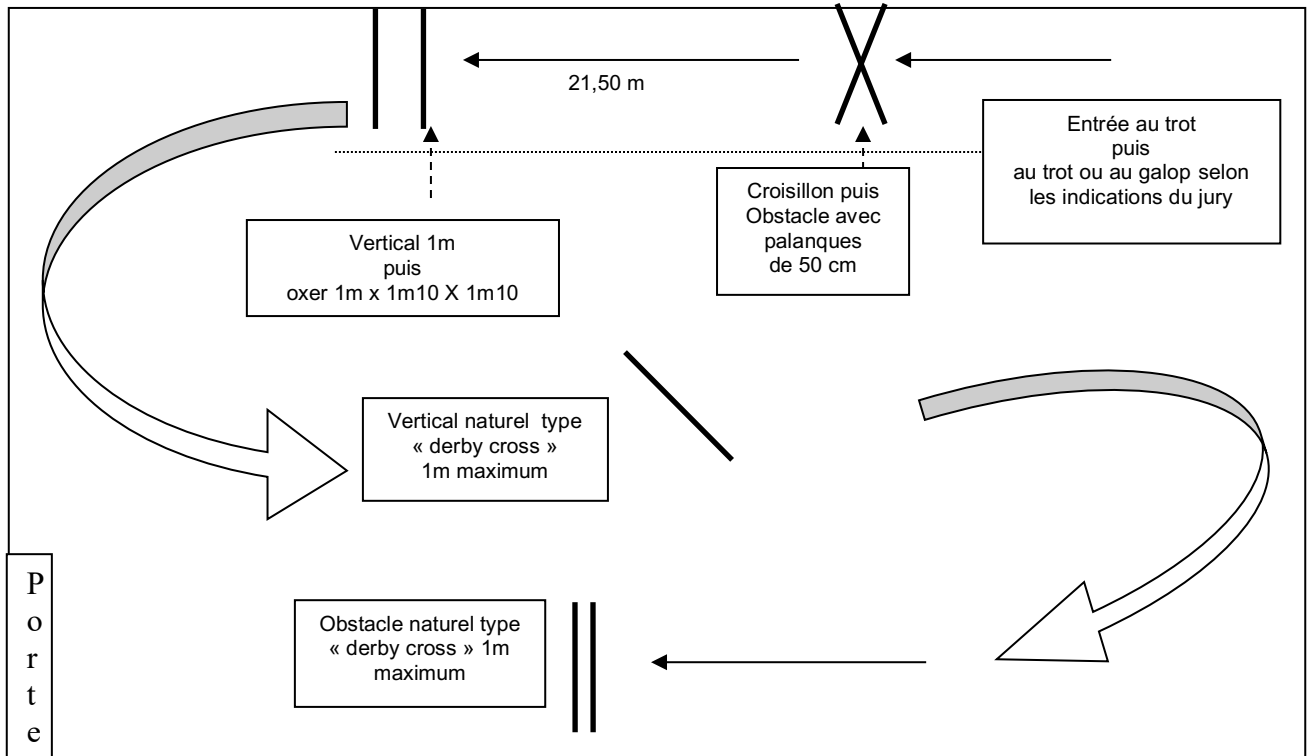 21,50 m
Entrée au trot
puis
au trot ou au galop selon
les indications du jury
Croisillon puis
Obstacle avec
palanques
de 50 cm
Vertical 1m
puis
oxer 1m x 1m10 X 1m10
Vertical naturel type
« derby cross »
1m maximum
Obstacle naturel type
« derby cross » 1m
maximum
P
o
r
t
e